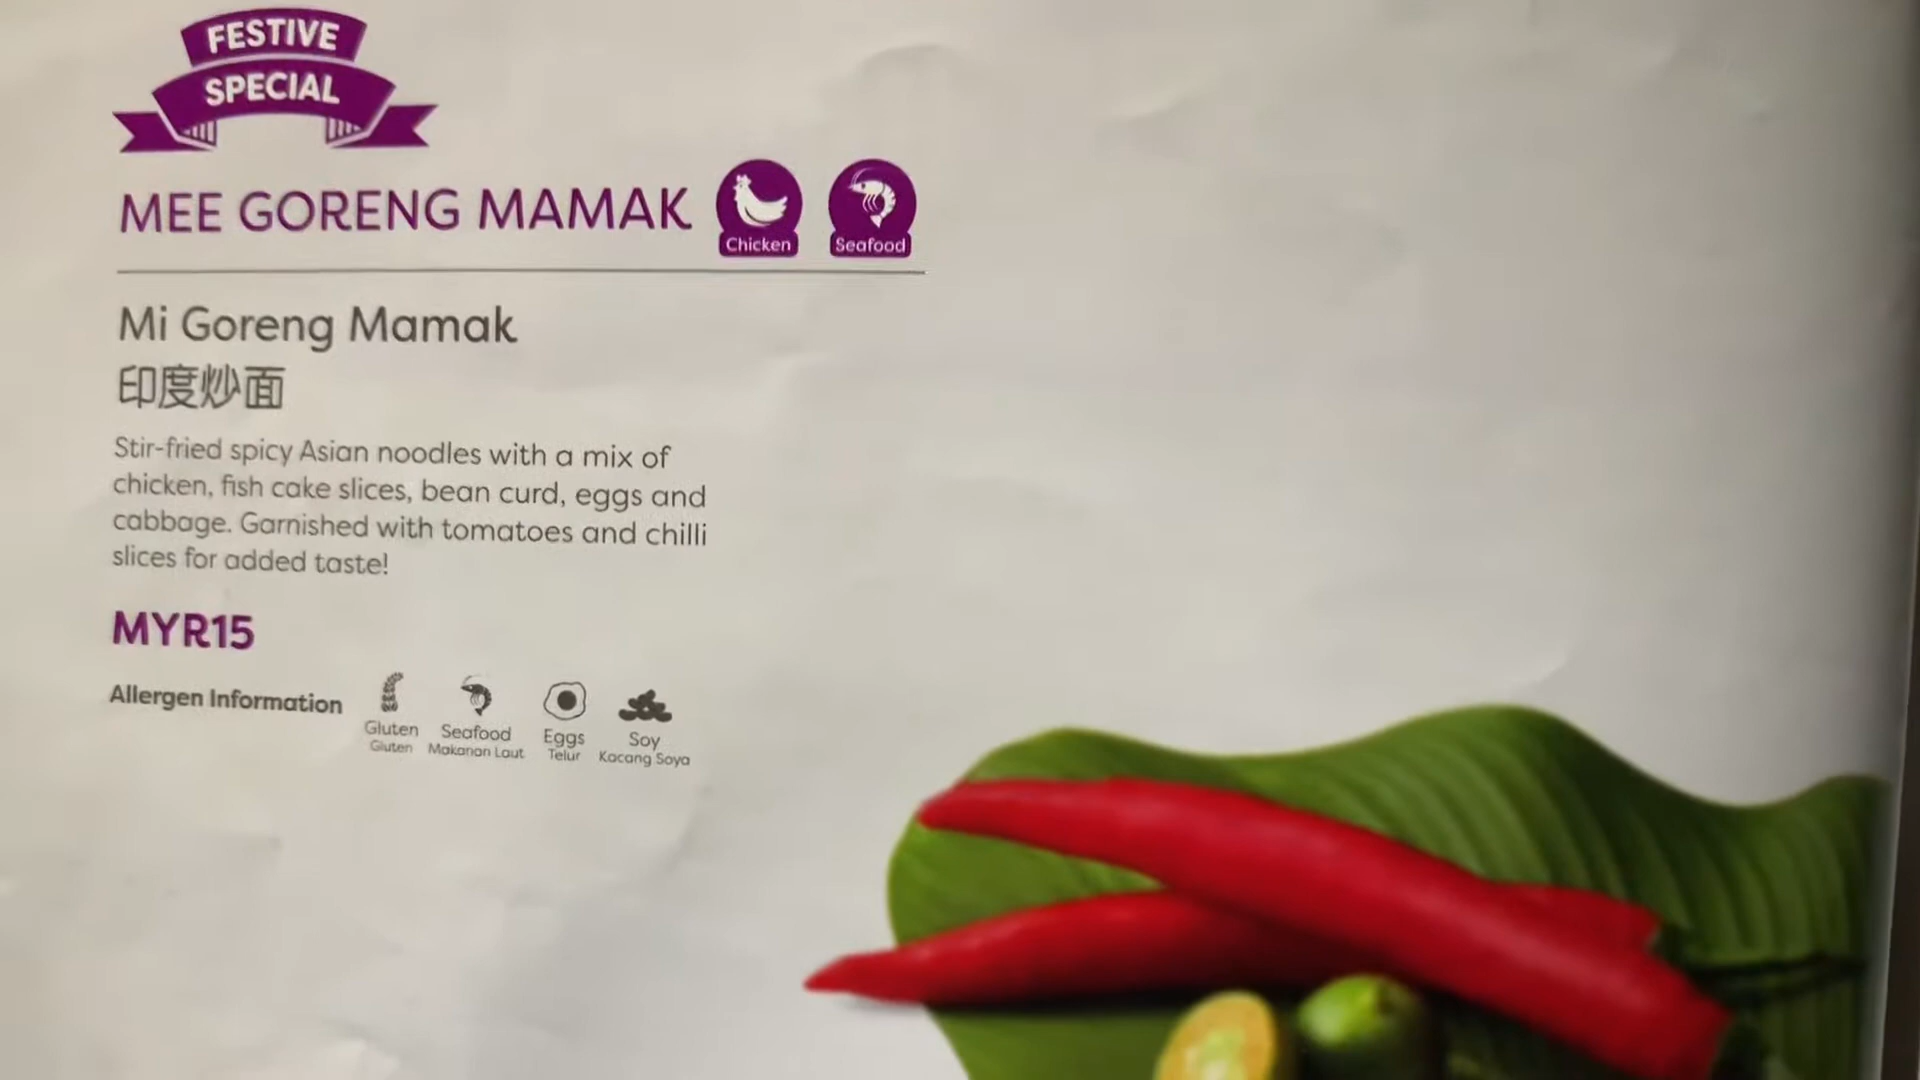 FESTIVE
SPECIAL
MEE GORENG MAMAK
Chicken
Seafood
Mi Goreng Mamak
印度炒面
Stir-fried spicy Asian noodles with a mix of
chicken, fish cake slices, bean curd, eggs and
cabbage. Garnished with tomatoes and chilli
slices for added taste!
MYR15
Allergen Information
Gluten
Gluten
Seafood
Makanan Laut
Eggs
Telur
Soy
Kacang Soya